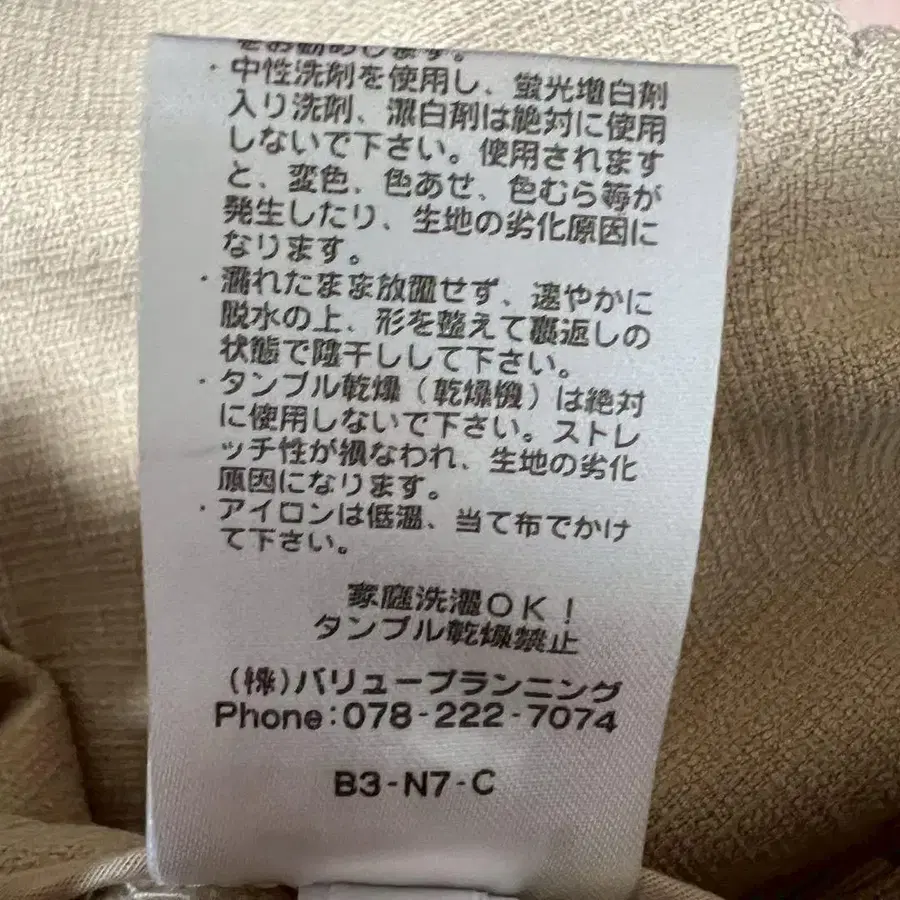 をお勧めします。
・中性洗剤を使用し、蛍光増白剤
入り洗剤、漂白剤は絶対に使用
しないで下さい。使用されます
と、変色、色あせ、色むら等が
発生したり、生地の劣化原因に
なります。
・濡れたまま放置せず、速やかに
脱水の上、形を整えて裏返しの
状態で陰干しして下さい。
・タンブル乾燥（乾燥機）は絶対
に使用しないで下さい。ストレ
ッチ性が損なわれ、生地の劣化
原因になります。
・アイロンは低温、当て布でかけ
て下さい。
家庭洗濯OK！
タンブル乾燥禁止
(株)バリュープランニング
Phone:078-222-7074
B3-N7-C